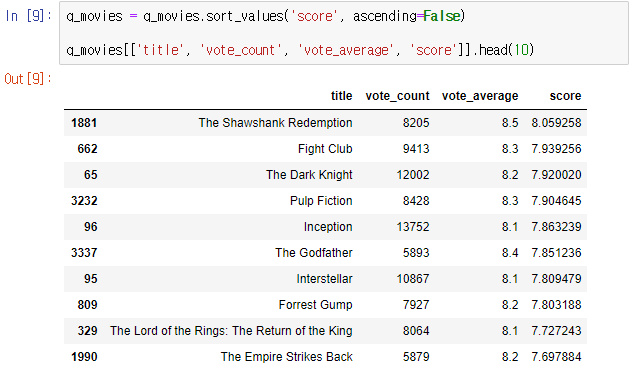 In [9]: q_movies = q_movies.sort_values('score', ascending=False)
q_movies[['title', 'vote_count', 'vote_average', 'score']].head(10)
Out[9]:
title vote_count vote_average score
1881 The Shawshank Redemption 8205 8.5 8.059258
662 Fight Club 9413 8.3 7.939256
65 The Dark Knight 12002 8.2 7.920020
3232 Pulp Fiction 8428 8.3 7.904645
96 Inception 13752 8.1 7.863239
3337 The Godfather 5893 8.4 7.851236
95 Interstellar 10867 8.1 7.809479
809 Forrest Gump 7927 8.2 7.803188
329 The Lord of the Rings: The Return of the King 8064 8.1 7.727243
1990 The Empire Strikes Back 5879 8.2 7.697884